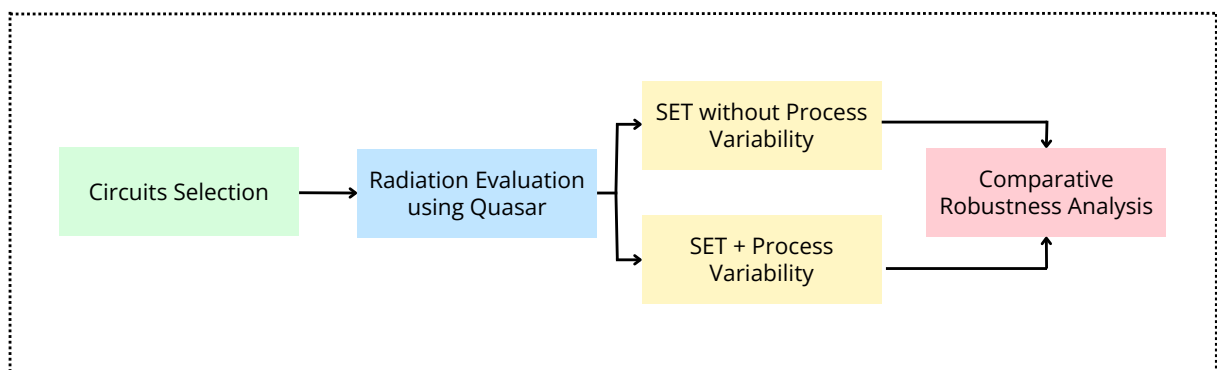 Circuits Selection
Radiation Evaluation
using Quasar
SET without Process
Variability
SET + Process
Variability
Comparative
Robustness Analysis